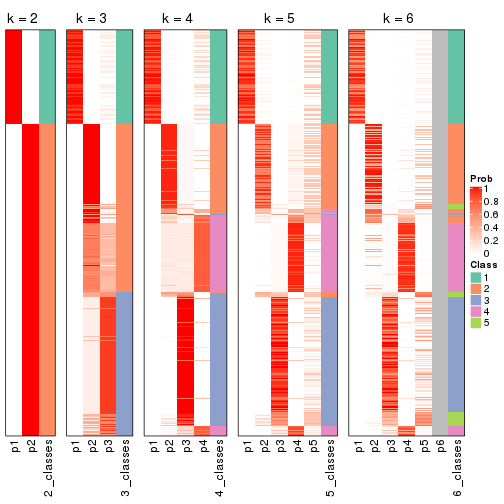 k = 2
k = 3
k = 4
k = 5
k = 6
Prob
1
0.8
0.6
0.4
0.2
0
Class
1
2
3
4
5
p1
p2
2_classes
p1
p2
p3
3_classes
p1
p2
p3
p4
4_classes
p1
p2
p3
p4
p5
5_classes
p1
p2
p3
p4
p5
p6
6_classes